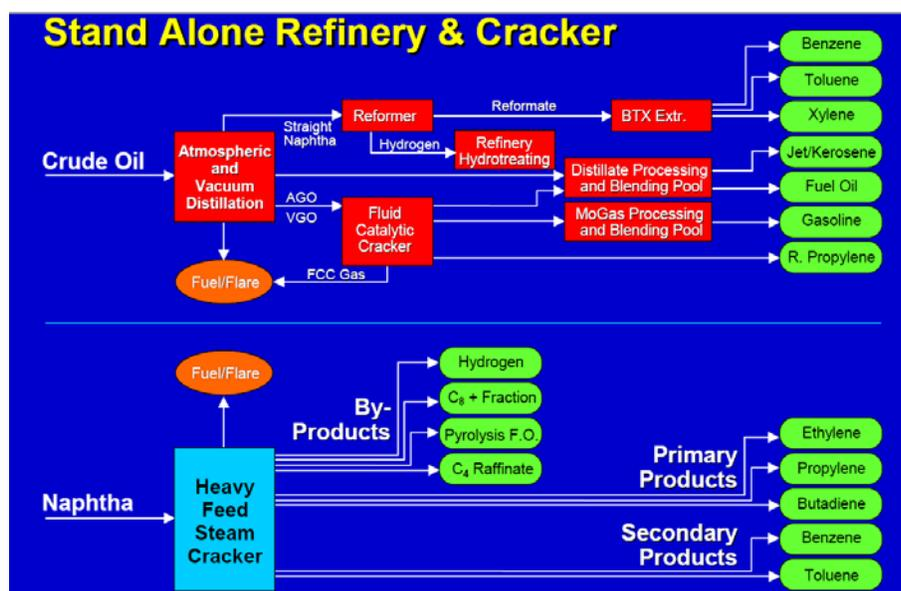 Stand Alone Refinery & Cracker
Benzene
Toluene
Xylene
Reformer
Reformate
BTX Extr.
Straight
Naphtha
Hydrogen
Refinery
Hydrotreating
Jet/Kerosene
Crude Oil
Atmospheric
and
Vacuum
Distillation
Distillate Processing
and Blending Pool
Fuel Oil
AGO
VGO
Fluid
Catalytic
Cracker
MoGas Processing
and Blending Pool
Gasoline
R. Propylene
FCC Gas
Fuel/Flare
Fuel/Flare
By-
Products
Hydrogen
C₈ + Fraction
Pyrolysis F.O.
C₄ Raffinate
Naphtha
Heavy
Feed
Steam
Cracker
Primary
Products
Ethylene
Propylene
Butadiene
Secondary
Products
Benzene
Toluene